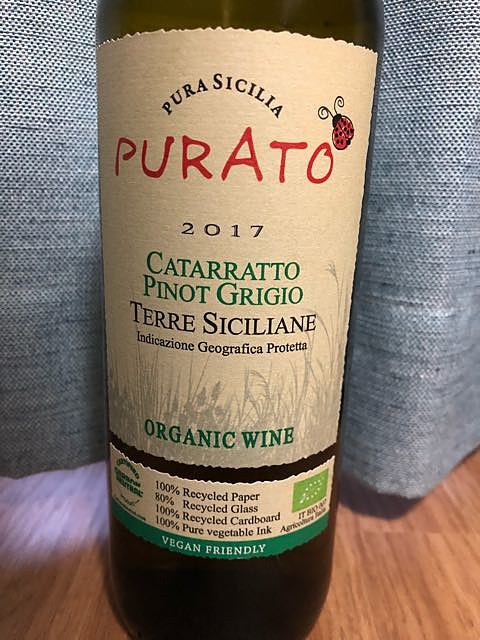 PURA SICILIA
PURATO
2017
CATARRATTO
PINOT GRIGIO
TERRE SICILIANE
Indicazione Geografica Protetta
ORGANIC WINE
100% Recycled Paper
80% Recycled Glass
100% Recycled Cardboard
100% Pure vegetable Ink
IT BIO
Agricoltura
VEGAN FRIENDLY